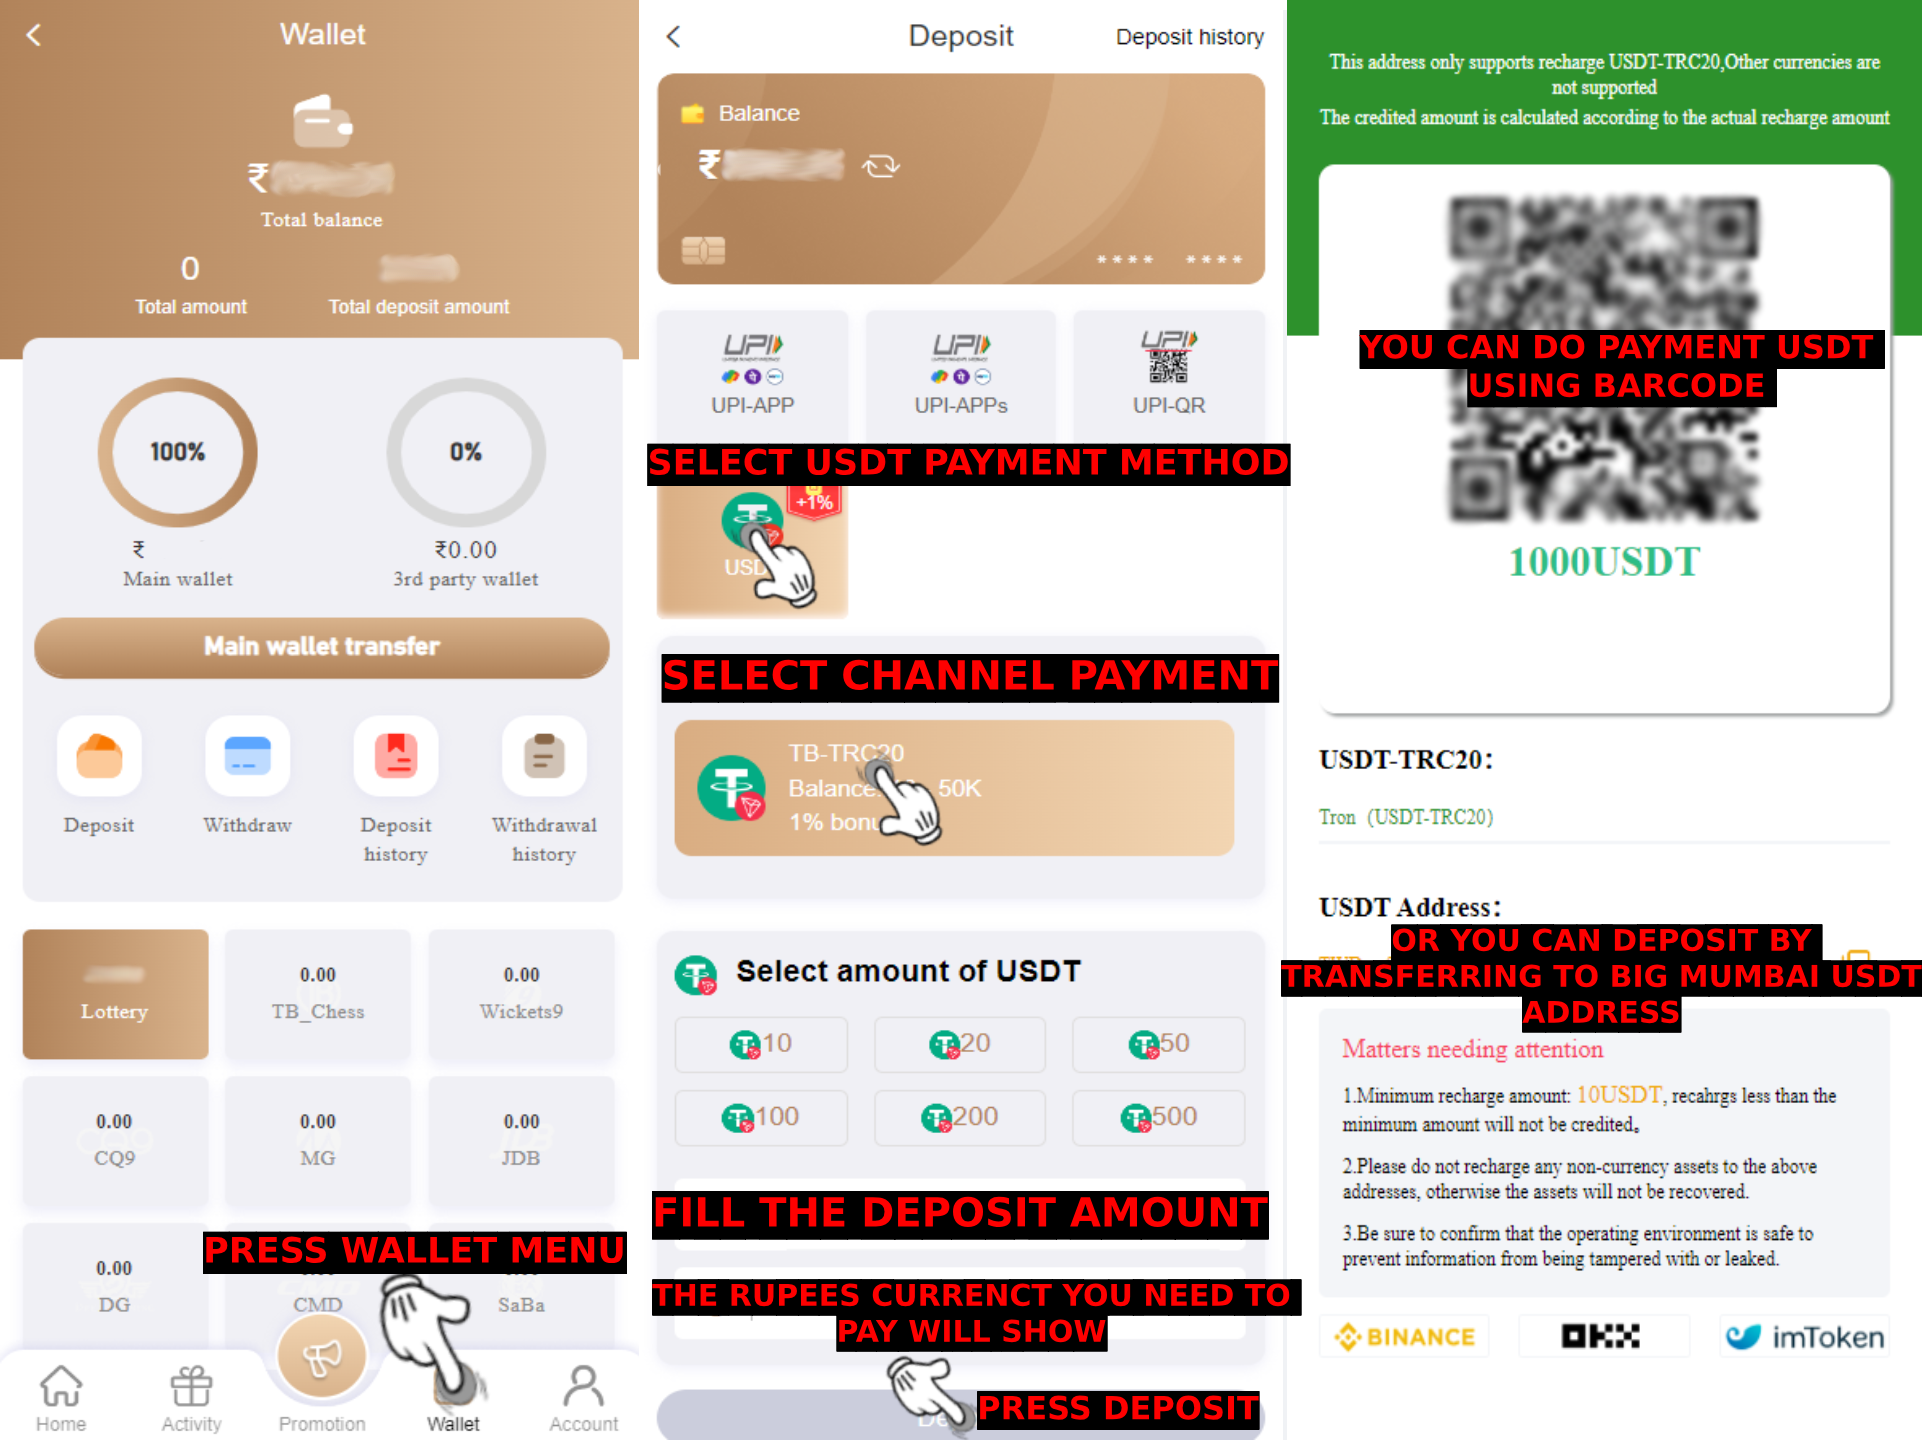 Wallet
₹
Total balance
0
Total amount
Total deposit amount
100%
0%
₹
₹0.00
Main wallet
3rd party wallet
Main wallet transfer
Deposit
Withdraw
Deposit history
Withdrawal history
Lottery
0.00
TB_Chess
0.00
Wickets9
0.00
CQ9
0.00
MG
0.00
JDB
0.00
DG
CMD
SaBa
PRESS WALLET MENU
Home
Activity
Promotion
Wallet
Account
Deposit
Deposit history
Balance
₹
**** ****
UPI
UPI-APP
UPI
UPI-APPs
UPI
UPI-QR
SELECT USDT PAYMENT METHOD
+1%
SELECT CHANNEL PAYMENT
TB-TRC20
50K
1%
Select amount of USDT
10
20
50
100
200
500
FILL THE DEPOSIT AMOUNT
THE RUPEES CURRENCT YOU NEED TO
PAY WILL SHOW
PRESS DEPOSIT
This address only supports recharge USDT-TRC20,Other currencies are
not supported
The credited amount is calculated according to the actual recharge amount
YOU CAN DO PAYMENT USDT
USING BARCODE
1000USDT
USDT-TRC20：
Tron（USDT-TRC20）
USDT Address：
OR YOU CAN DEPOSIT BY
TRANSFERRING TO BIG MUMBAI USDT
ADDRESS
Matters needing attention
1.Minimum recharge amount: 10USDT, recahrgs less than the
minimum amount will not be credited。
2.Please do not recharge any non-currency assets to the above
addresses, otherwise the assets will not be recovered.
3.Be sure to confirm that the operating environment is safe to
prevent information from being tampered with or leaked.
BINANCE
OKX
imToken